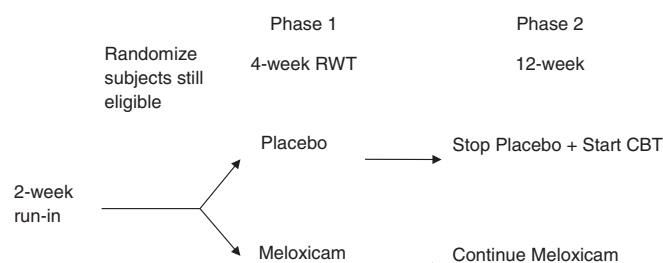 Phase 1
Phase 2
Randomize
subjects still
eligible
4-week RWT
12-week
Placebo
Stop Placebo + Start CBT
2-week
run-in
Meloxicam
Continue Meloxicam